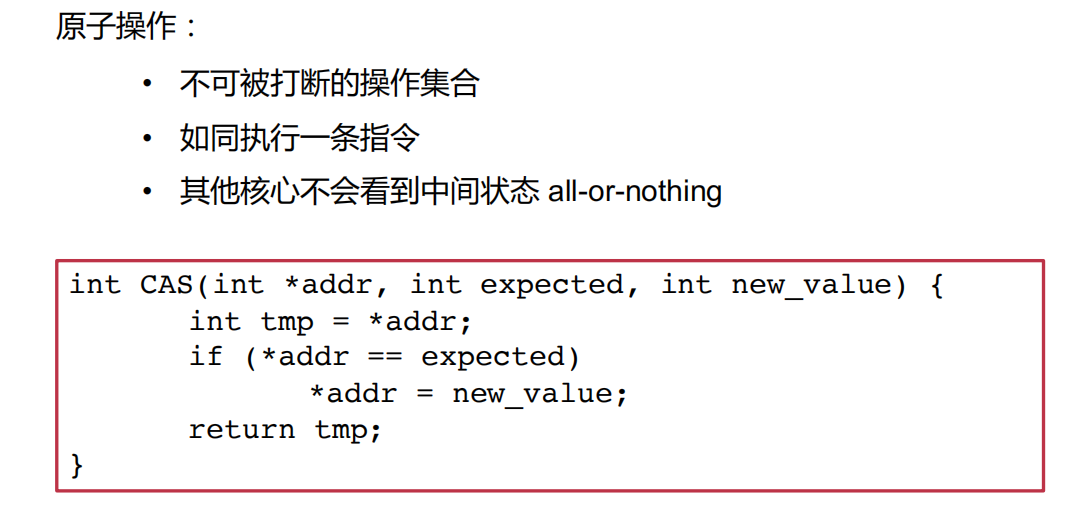 原子操作：
• 不可被打断的操作集合
• 如同执行一条指令
• 其他核心不会看到中间状态 all-or-nothing
int CAS(int *addr, int expected, int new_value) {
int tmp = *addr;
if (*addr == expected)
*addr = new_value;
return tmp;
}